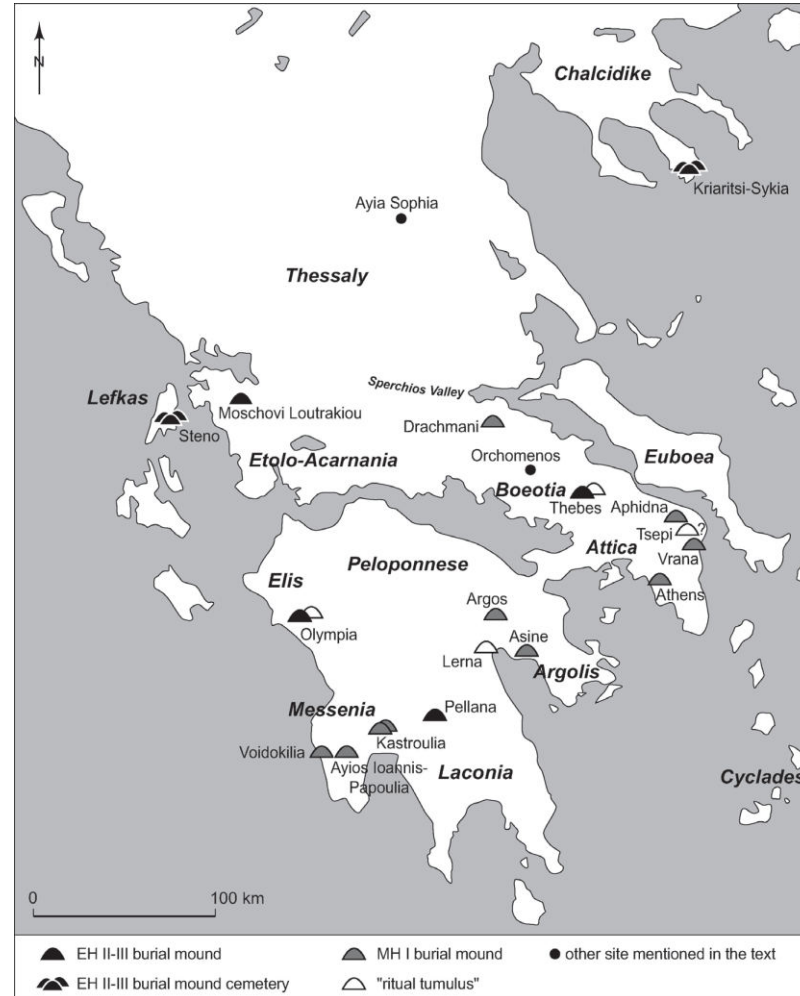 N
Chalcidike
Kriaritsi-Sykia
Ayia Sophia
Thessaly
Sperchios Valley
Lefkas
Moschovi Loutrakiou
Steno
Drachmani
Etolo-Acarnania
Orchomenos
Euboea
Boeotia
Thebes
Aphidna
Tsepi
?
Attica
Vrana
Athens
Peloponnese
Elis
Olympia
Argos
Asine
Lerna
Argolis
Messenia
Pellana
Kastroulia
Voidokilia
Ayios Ioannis-
Papoulia
Laconia
Cyclades
0 100 km
EH II-III burial mound
MH I burial mound
other site mentioned in the text
EH II-III burial mound cemetery
"ritual tumulus"